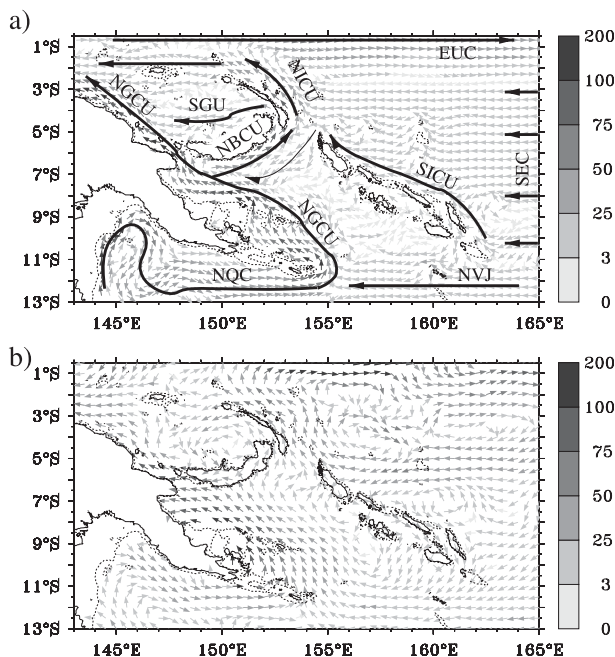 a)
1°S
3°S
5°S
7°S
9°S
11°S
13°S
145°E
150°E
155°E
160°E
165°E
EUC
NGCU
NICU
SGU
NBCU
SICU
SEC
NGCU
NQC
NVJ
200
100
75
50
25
3
0
b)
1°S
3°S
5°S
7°S
9°S
11°S
13°S
145°E
150°E
155°E
160°E
165°E
200
100
75
50
25
3
0